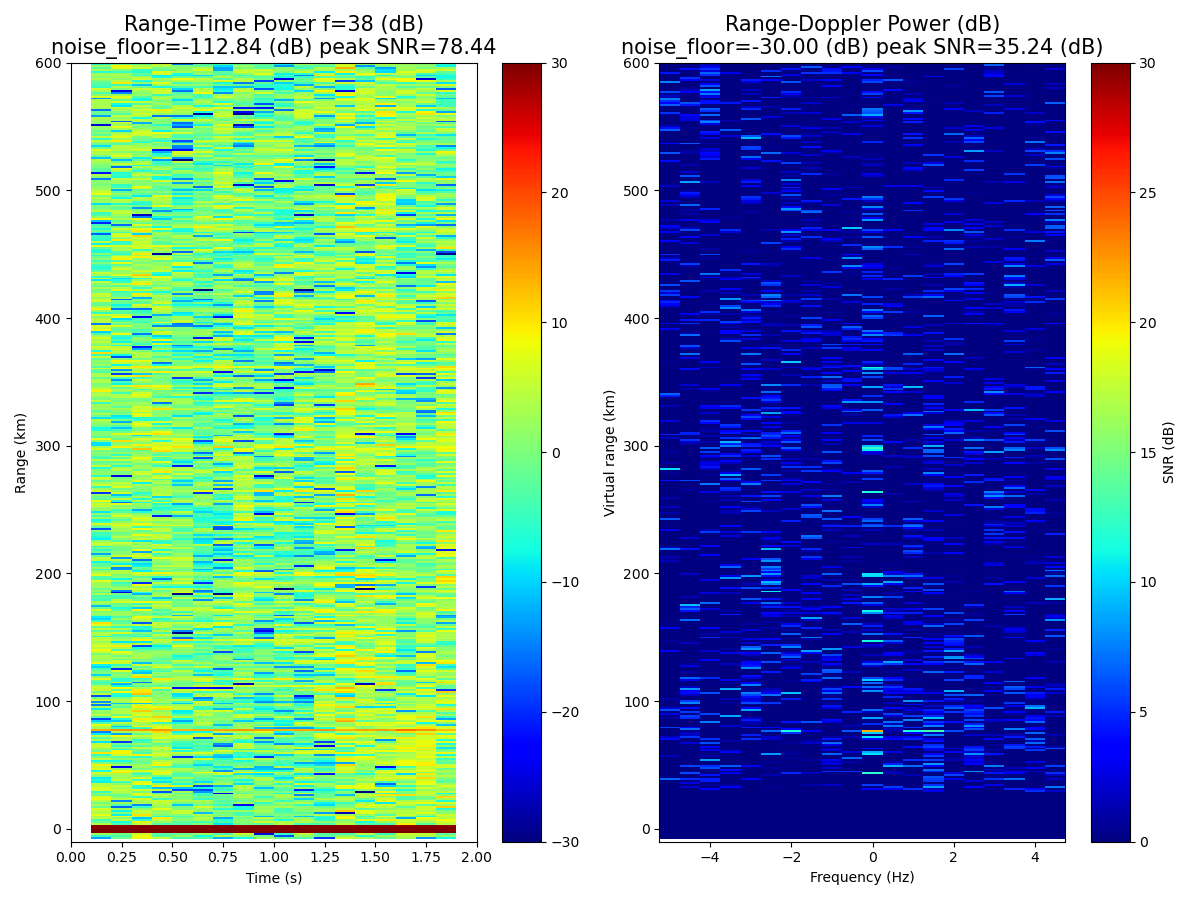 Range-Time Power f=38 (dB)
noise_floor=-112.84 (dB) peak SNR=78.44
600
500
400
300
200
100
0
Range (km)
0.00 0.25 0.50 0.75 1.00 1.25 1.50 1.75 2.00
Time (s)
30
20
10
0
−10
−20
−30
Range-Doppler Power (dB)
noise_floor=-30.00 (dB) peak SNR=35.24 (dB)
600
500
400
300
200
100
0
Virtual range (km)
−4 −2 0 2 4
Frequency (Hz)
30
25
20
15
10
5
0
SNR (dB)